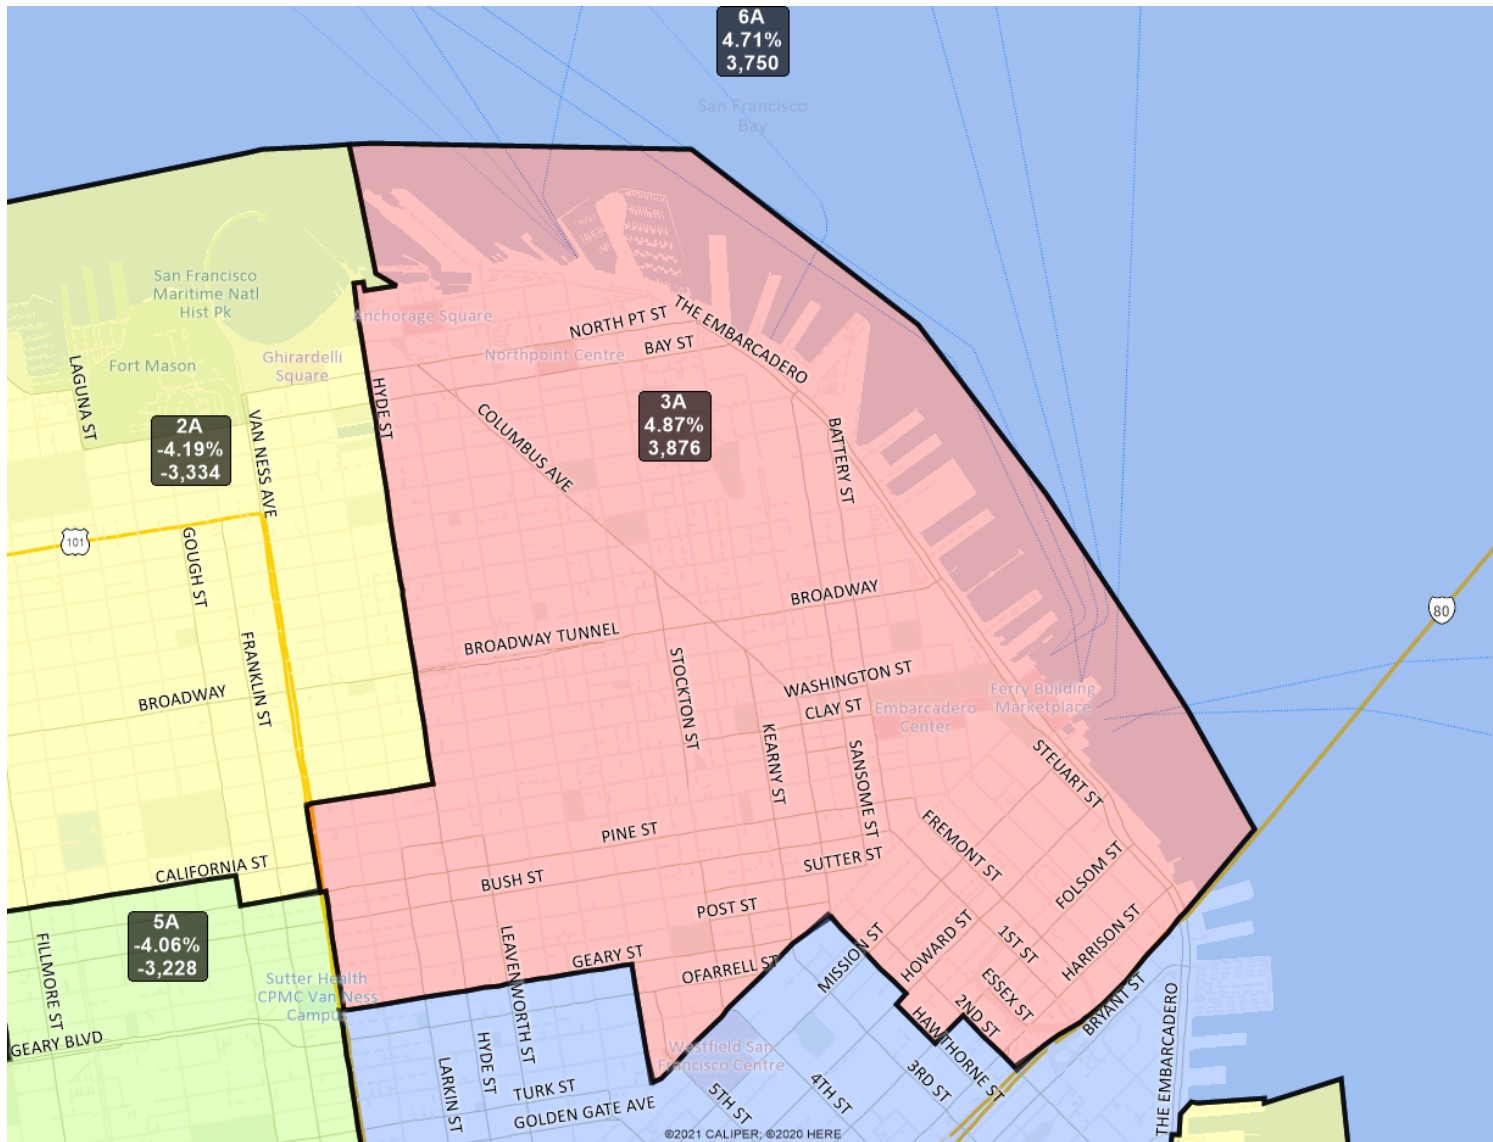 6A
4.71%
3,750
San Francisco
Bay
San Francisco
Maritime Natl
Hist Pk
Anchorage Square
NORTH PT ST
THE EMBARCADERO
BAY ST
Northpoint Centre
Ghirardelli
Square
Fort Mason
LAGUNA ST
HYDE ST
VAN NESS AVE
COLUMBUS AVE
3A
4.87%
3,876
BATTERY ST
2A
-4.19%
-3,334
101
GOUGH ST
FRANKLIN ST
BROADWAY
BROADWAY TUNNEL
BROADWAY
80
STOCKTON ST
WASHINGTON ST
CLAY ST
Embarcadero
Center
Ferry Building
Marketplace
KEARNY ST
SANSOME ST
STEUART ST
PINE ST
FREMONT ST
SUTTER ST
FOLSOM ST
CALIFORNIA ST
BUSH ST
POST ST
5A
-4.06%
-3,228
FILLMORE ST
LEAVENWORTH ST
GEARY ST
OFARRELL ST
MISSION ST
HOWARD ST
1ST ST
HARRISON ST
Sutter Health
CPMC Van Ness
Campus
ESSEX ST
2ND ST
BRYANT ST
HAWTHORNE ST
THE EMBARCADERO
GEARY BLVD
HYDE ST
LARKIN ST
Westfield San
Francisco Centre
TURK ST
GOLDEN GATE AVE
5TH ST
4TH ST
3RD ST
©2021 CALIPER; ©2020 HERE